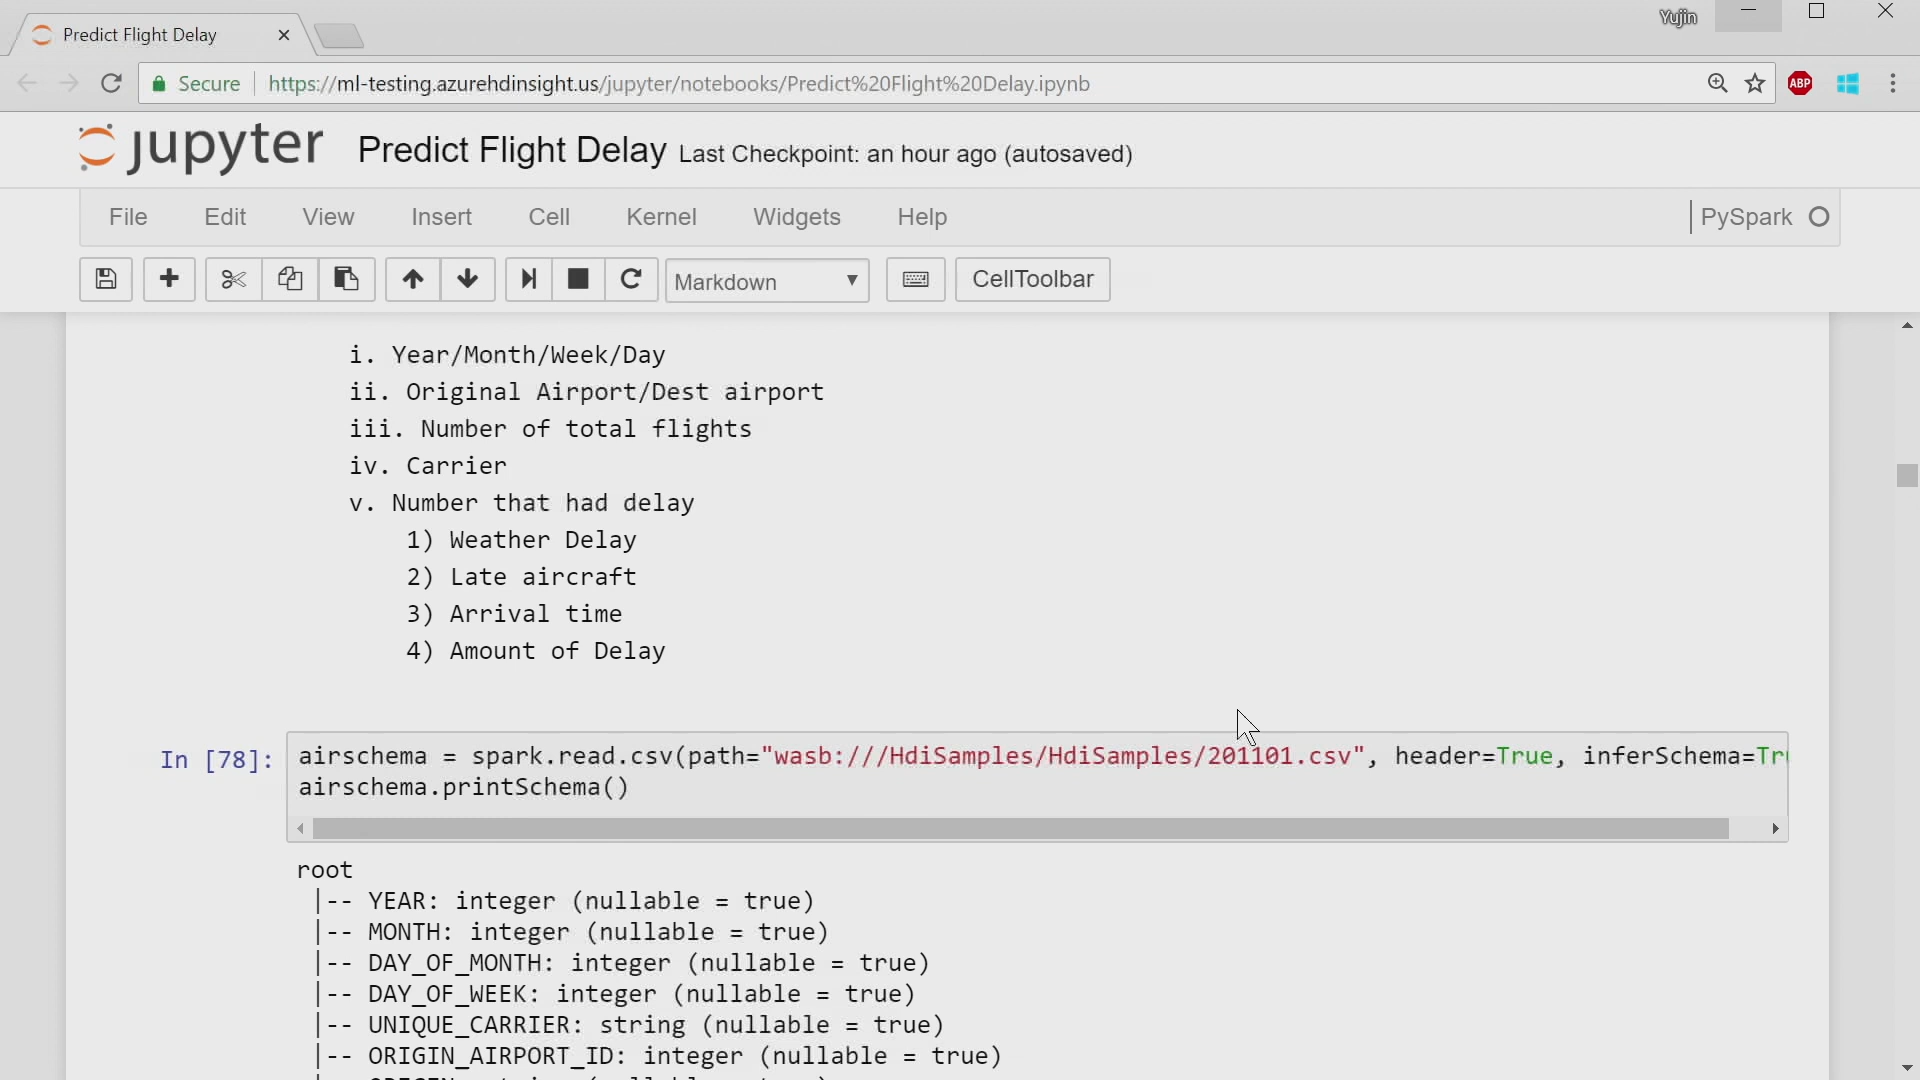 Predict Flight Delay
Yujin
Secure https://ml-testing.azurehdinsight.us/jupyter/notebooks/Predict%20Flight%20Delay.ipynb
ABP
jupyter Predict Flight Delay Last Checkpoint: an hour ago (autosaved)
File Edit View Insert Cell Kernel Widgets Help PySpark
Markdown CellToolbar
i. Year/Month/Week/Day
ii. Original Airport/Dest airport
iii. Number of total flights
iv. Carrier
v. Number that had delay
1) Weather Delay
2) Late aircraft
3) Arrival time
4) Amount of Delay
In [78]: airschema = spark.read.csv(path="wasb:///HdiSamples/HdiSamples/201101.csv", header=True, inferSchema=Tr
airschema.printSchema()
root
|-- YEAR: integer (nullable = true)
|-- MONTH: integer (nullable = true)
|-- DAY_OF_MONTH: integer (nullable = true)
|-- DAY_OF_WEEK: integer (nullable = true)
|-- UNIQUE_CARRIER: string (nullable = true)
|-- ORIGIN_AIRPORT_ID: integer (nullable = true)